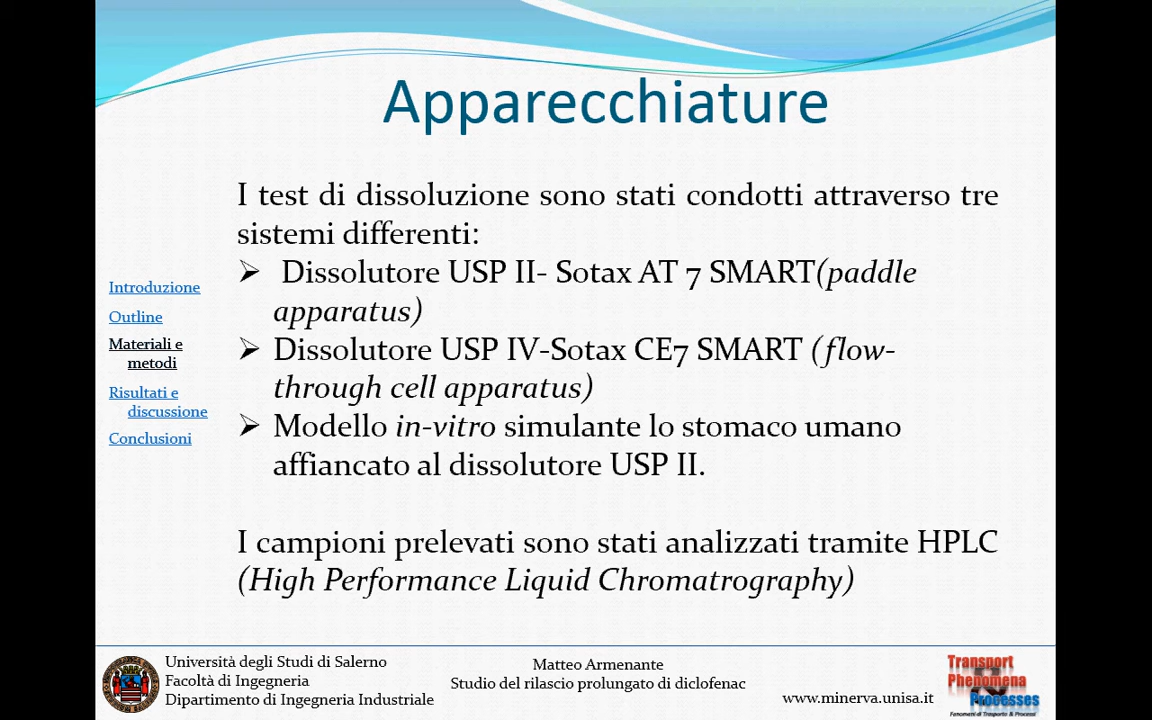 Apparecchiature
I test di dissoluzione sono stati condotti attraverso tre
sistemi differenti:
➢ Dissolutore USP II- Sotax AT 7 SMART(paddle
apparatus)
➢ Dissolutore USP IV-Sotax CE7 SMART (flow-
through cell apparatus)
➢ Modello in-vitro simulante lo stomaco umano
affiancato al dissolutore USP II.
I campioni prelevati sono stati analizzati tramite HPLC
(High Performance Liquid Chromatrography)
Introduzione
Outline
Materiali e
metodi
Risultati e
discussione
Conclusioni
Università degli Studi di Salerno
Facoltà di Ingegneria
Dipartimento di Ingegneria Industriale
Matteo Armenante
Studio del rilascio prolungato di diclofenac
www.minerva.unisa.it
Transport
Phenomena
& Processes
Fenomeni di Trasporto & Processi